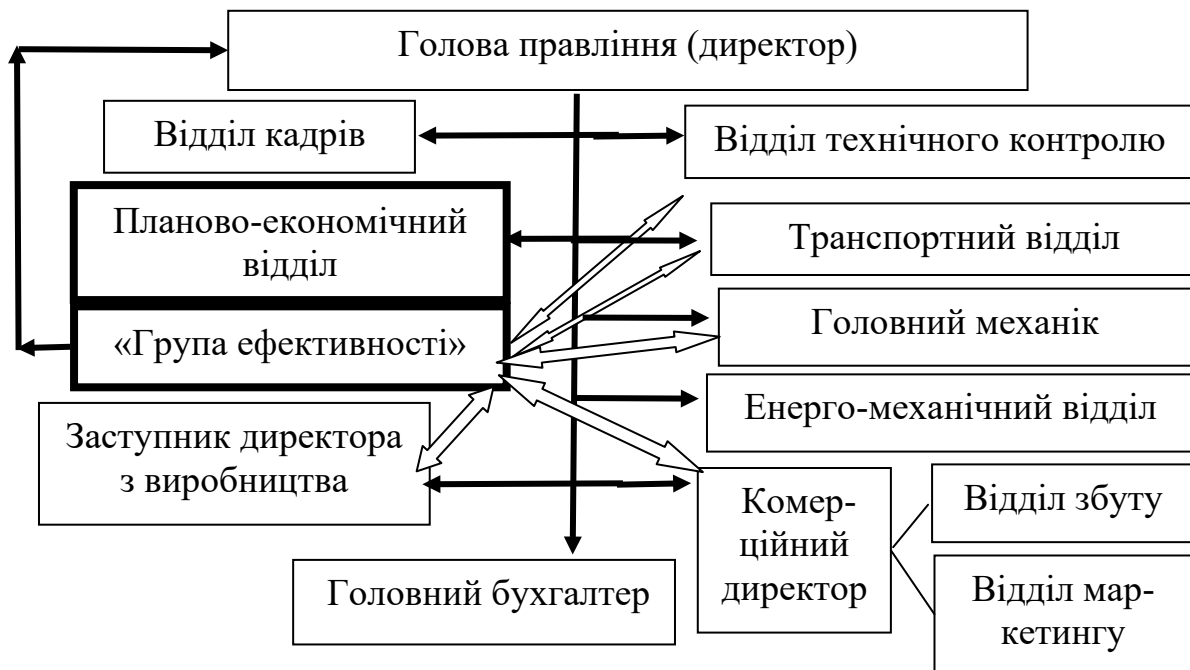 Голова правління (директор)
Відділ кадрів
Відділ технічного контролю
Планово-економічний
відділ
Транспортний відділ
«Група ефективності»
Головний механік
Енерго-механічний відділ
Заступник директора
з виробництва
Комер-
ційний
директор
Відділ збуту
Відділ мар-
кетингу
Головний бухгалтер